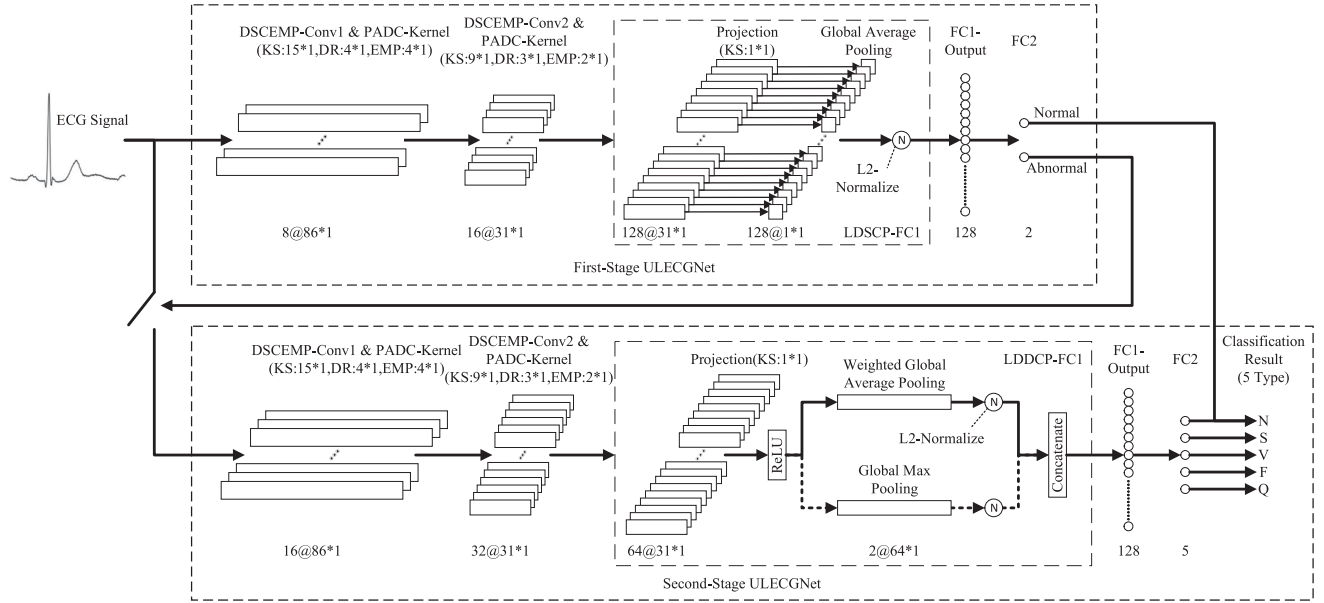 ECG Signal
DSCEMP-Conv1 & PADC-Kernel
(KS:15*1,DR:4*1,EMP:4*1)
DSCEMP-Conv2 &
PADC-Kernel
(KS:9*1,DR:3*1,EMP:2*1)
Projection
(KS:1*1)
Global Average
Pooling
FC1-
Output
FC2
N
L2-
Normalize
Normal
Abnormal
8@86*1
16@31*1
128@31*1
128@1*1
LDSCP-FC1
128
2
First-Stage ULECGNet
DSCEMP-Conv1 & PADC-Kernel
(KS:15*1,DR:4*1,EMP:4*1)
DSCEMP-Conv2 &
PADC-Kernel
(KS:9*1,DR:3*1,EMP:2*1)
Projection(KS:1*1)
Weighted Global
Average Pooling
LDDCP-FC1
FC1-
Output
FC2
Classification
Result
(5 Type)
ReLU
N
L2-Normalize
Global Max
Pooling
N
Concatenate
N
S
V
F
Q
16@86*1
32@31*1
64@31*1
2@64*1
128
5
Second-Stage ULECGNet